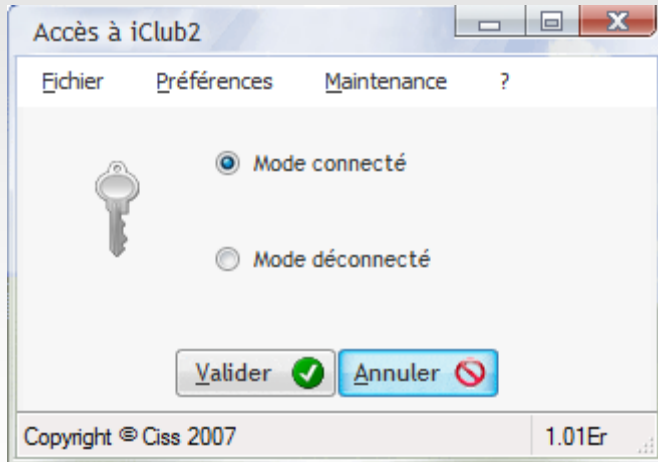 Accès à iClub2
Fichier Préférences Maintenance ?
Mode connecté
Mode déconnecté
Valider Annuler
Copyright © Ciss 2007 1.01Er